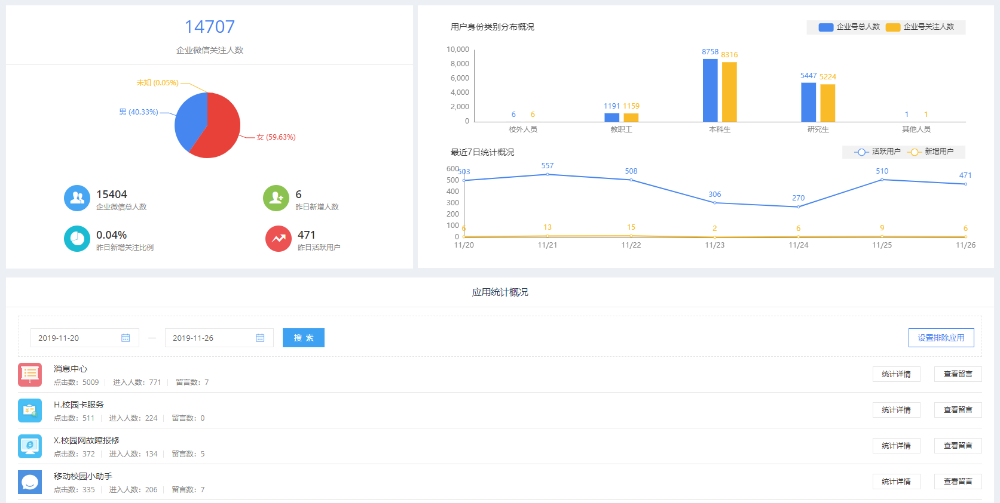 14707
企业微信关注人数
未知 (0.05%)
男 (40.33%)
女 (59.63%)
15404
企业微信总人数
6
昨日新增人数
0.04%
昨日新增关注比例
471
昨日活跃用户
用户身份类别分布概况
企业号总人数 企业号关注人数
10,000
8,000
6,000
4,000
2,000
0
6 6
1191 1159
8758 8316
5447 5224
1 1
校外人员 教职工 本科生 研究生 其他人员
最近7日统计概况
活跃用户 新增用户
600
500
400
300
200
100
0
503 557 508 306 270 510 471
6 13 15 2 6 9 6
11/20 11/21 11/22 11/23 11/24 11/25 11/26
应用统计概况
2019-11-20 — 2019-11-26 搜 索 设置排除应用
消息中心
点击数：5009 进入人数：771 留言数：7
统计详情 查看留言
H.校园卡服务
点击数：511 进入人数：224 留言数：0
统计详情 查看留言
X.校园网故障报修
点击数：372 进入人数：134 留言数：5
统计详情 查看留言
移动校园小助手
点击数：335 进入人数：206 留言数：7
统计详情 查看留言